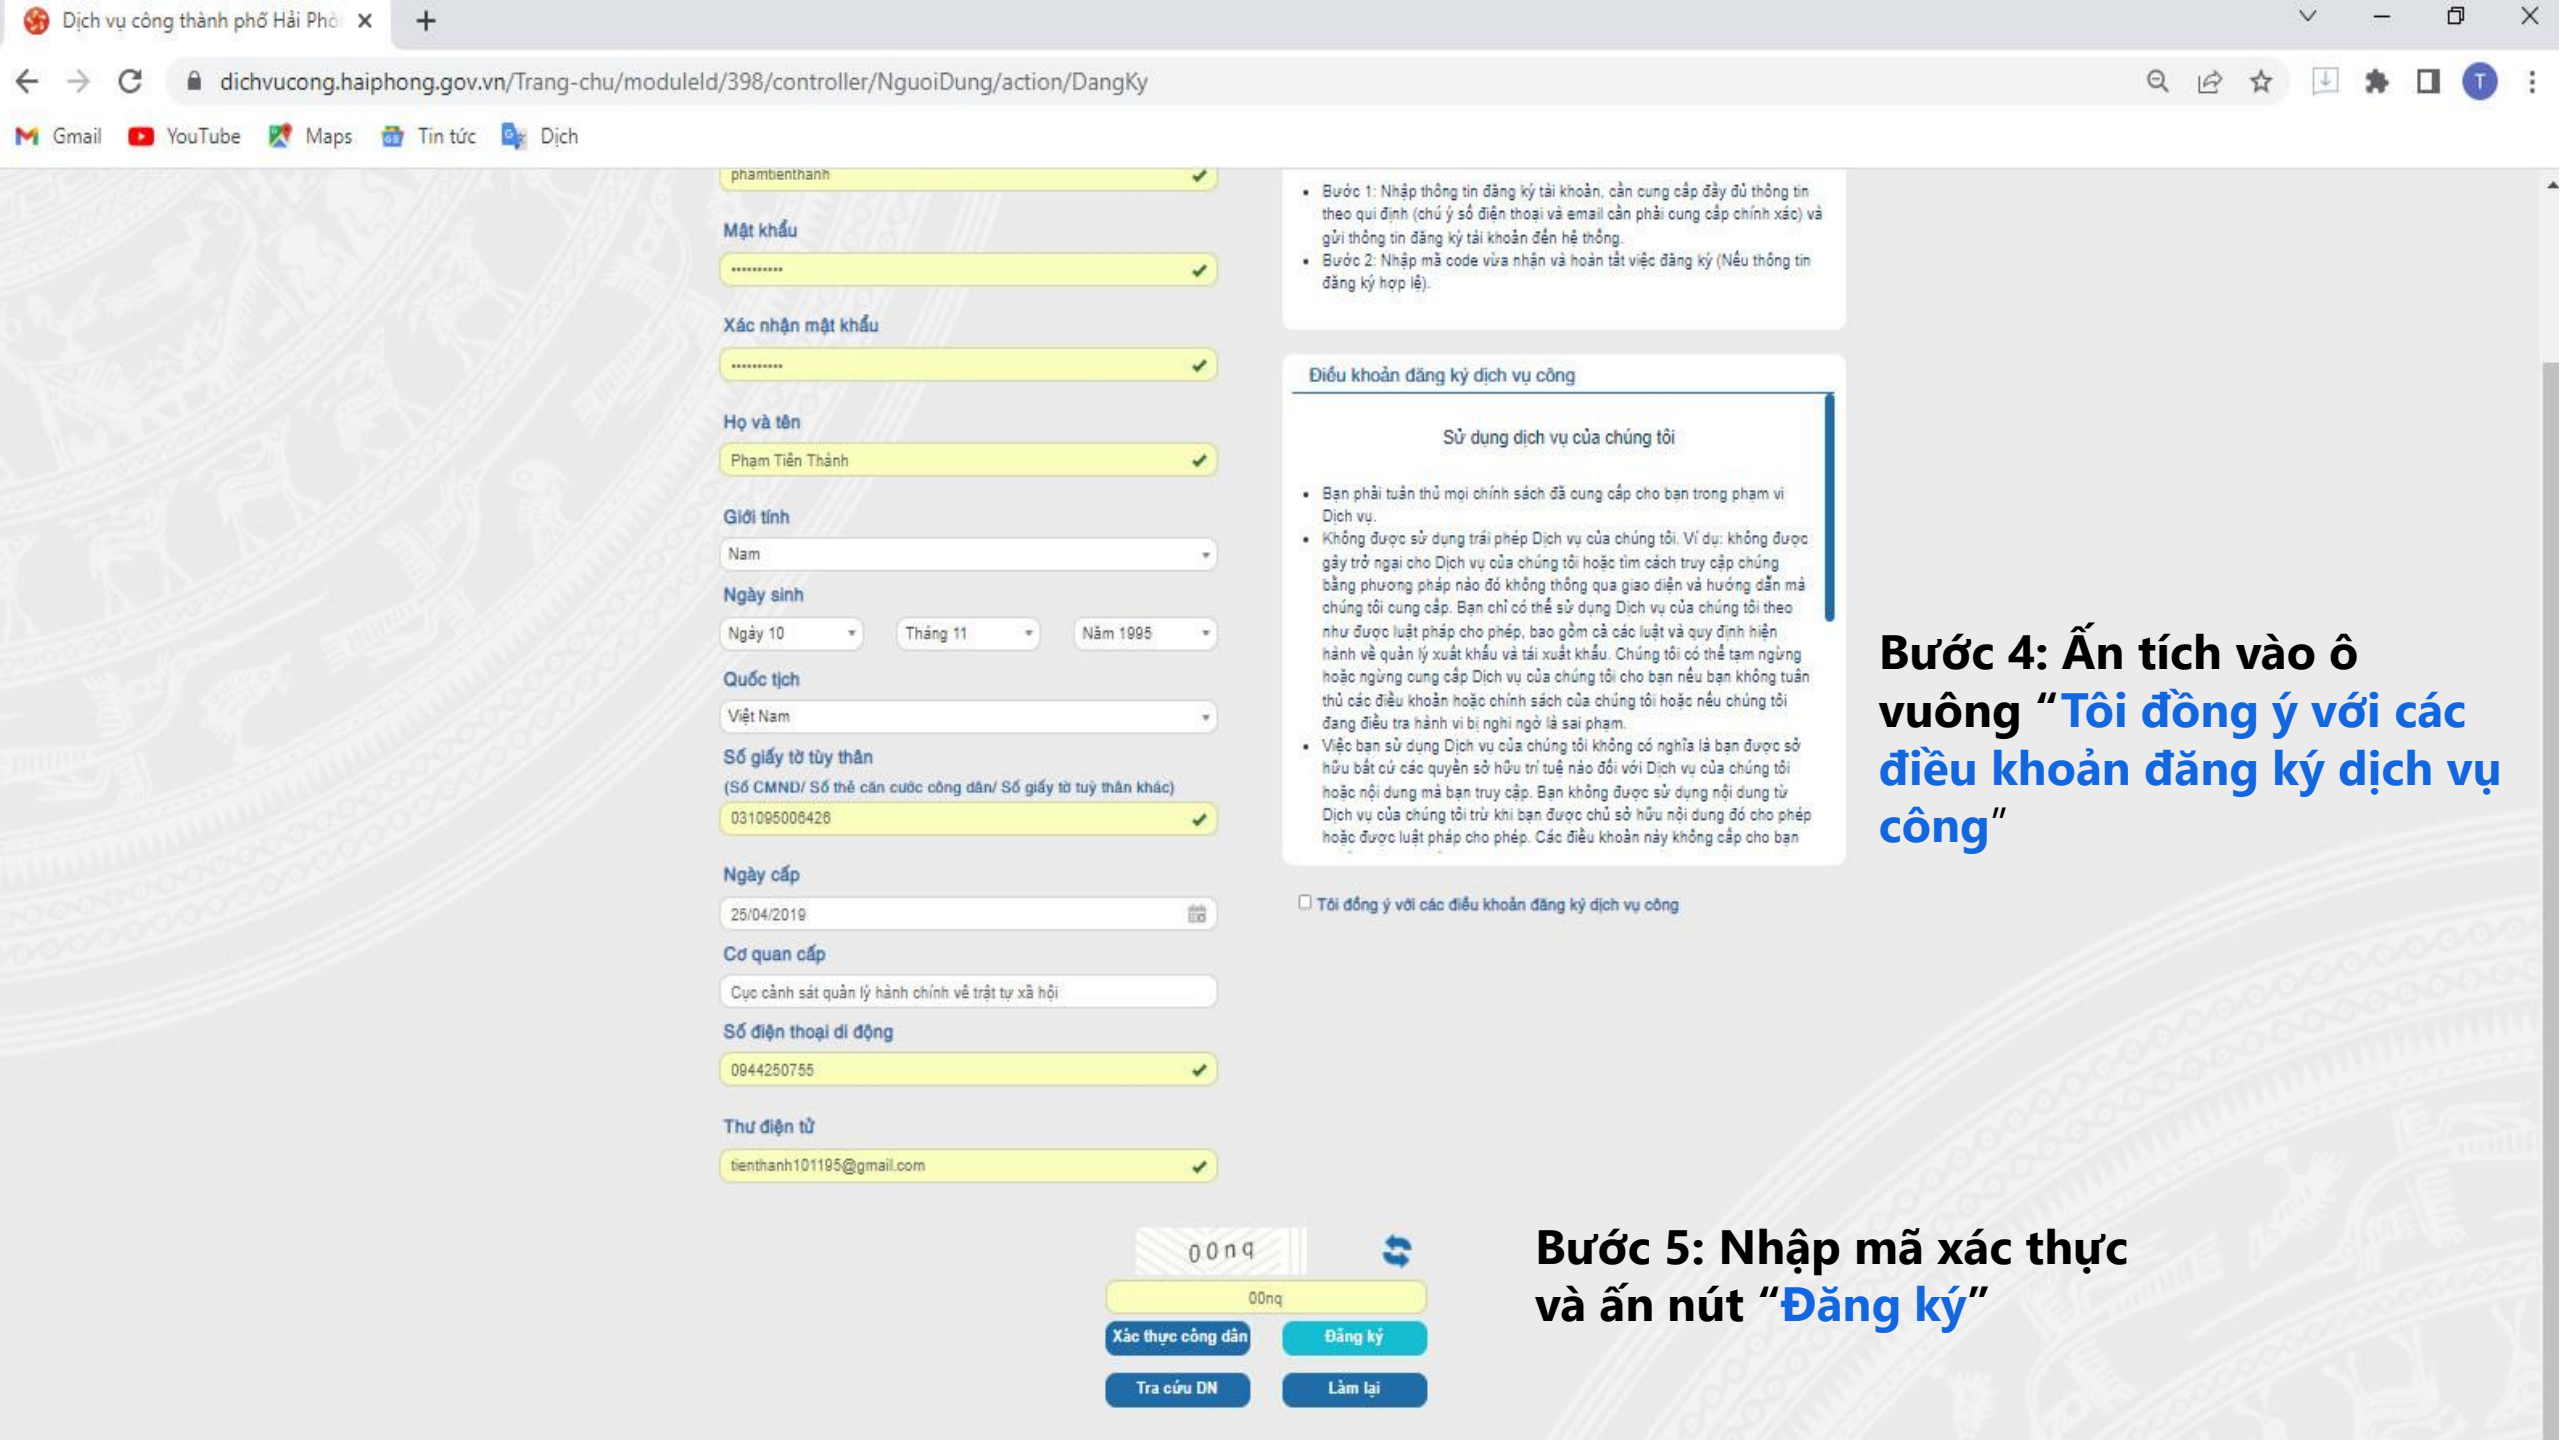 Dịch vụ công thành phố Hải Phò
dichvucong.haiphong.gov.vn/Trang-chu/moduleId/398/controller/NguoiDung/action/DangKy
T
Gmail YouTube Maps Tin tức Dịch
phamtienthanh
Mật khẩu
••••••••••
Xác nhận mật khẩu
••••••••••
Họ và tên
Phạm Tiến Thành
Giới tính
Nam
Ngày sinh
Ngày 10 Tháng 11 Năm 1995
Quốc tịch
Việt Nam
Số giấy tờ tùy thân
(Số CMND/ Số thẻ căn cước công dân/ Số giấy tờ tuỳ thân khác)
031095006426
Ngày cấp
25/04/2019
Cơ quan cấp
Cục cảnh sát quản lý hành chính về trật tự xã hội
Số điện thoại di động
0944250755
Thư điện tử
tienthanh101195@gmail.com
Bước 1: Nhập thông tin đăng ký tài khoản, cần cung cấp đầy đủ thông tin
theo qui định (chú ý số điện thoại và email cần phải cung cấp chính xác) và
gửi thông tin đăng ký tài khoản đến hệ thống.
Bước 2: Nhập mã code vừa nhận và hoàn tất việc đăng ký (Nếu thông tin
đăng ký hợp lệ).
Điều khoản đăng ký dịch vụ công
Sử dụng dịch vụ của chúng tôi
Bạn phải tuân thủ mọi chính sách đã cung cấp cho bạn trong phạm vi
Dịch vụ.
Không được sử dụng trái phép Dịch vụ của chúng tôi. Ví dụ: không được
gây trở ngại cho Dịch vụ của chúng tôi hoặc tìm cách truy cập chúng
bằng phương pháp nào đó không thông qua giao diện và hướng dẫn mà
chúng tôi cung cấp. Bạn chỉ có thể sử dụng Dịch vụ của chúng tôi theo
như được luật pháp cho phép, bao gồm cả các luật và quy định hiện
hành về quản lý xuất khẩu và tái xuất khẩu. Chúng tôi có thể tạm ngừng
hoặc ngừng cung cấp Dịch vụ của chúng tôi cho bạn nếu bạn không tuân
thủ các điều khoản hoặc chính sách của chúng tôi hoặc nếu chúng tôi
đang điều tra hành vi bị nghi ngờ là sai phạm.
Việc bạn sử dụng Dịch vụ của chúng tôi không có nghĩa là bạn được sở
hữu bất cứ các quyền sở hữu trí tuệ nào đối với Dịch vụ của chúng tôi
hoặc nội dung mà bạn truy cập. Bạn không được sử dụng nội dung từ
Dịch vụ của chúng tôi trừ khi bạn được chủ sở hữu nội dung đó cho phép
hoặc được luật pháp cho phép. Các điều khoản này không cấp cho bạn
Tôi đồng ý với các điều khoản đăng ký dịch vụ công
Bước 4: Ấn tích vào ô
vuông “Tôi đồng ý với các
điều khoản đăng ký dịch vụ
công”
00nq
00nq
Xác thực công dân Đăng ký
Tra cứu DN Làm lại
Bước 5: Nhập mã xác thực
và ấn nút “Đăng ký”